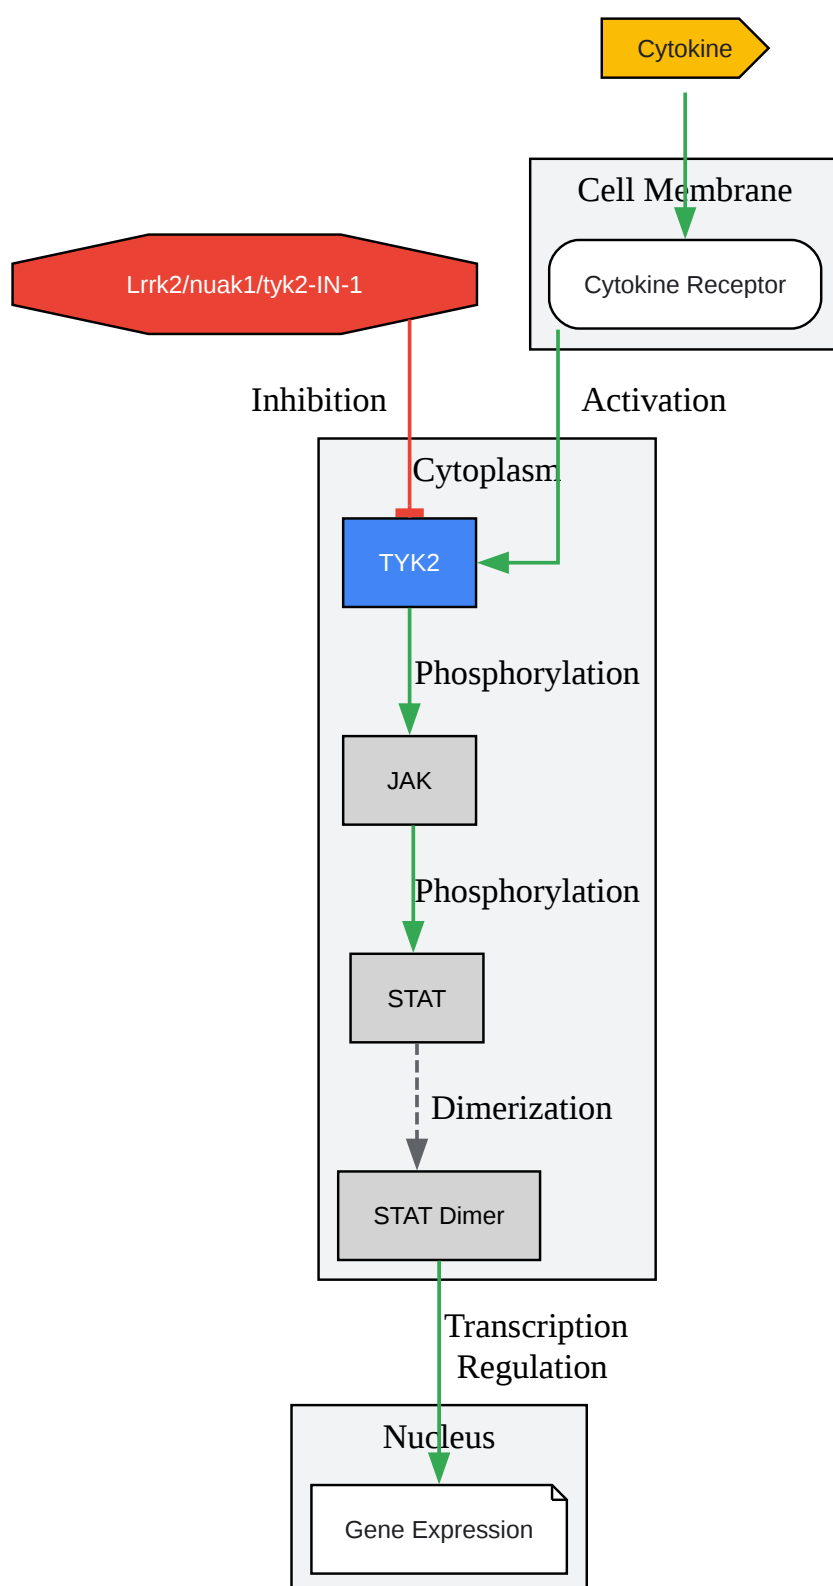 Cytokine
Cell Membrane
Lrrk2/nuak1/tyk2-IN-1
Cytokine Receptor
Inhibition
Activation
Cytoplasm
TYK2
Phosphorylation
JAK
Phosphorylation
STAT
Dimerization
STAT Dimer
Transcription
Regulation
Nucleus
Gene Expression